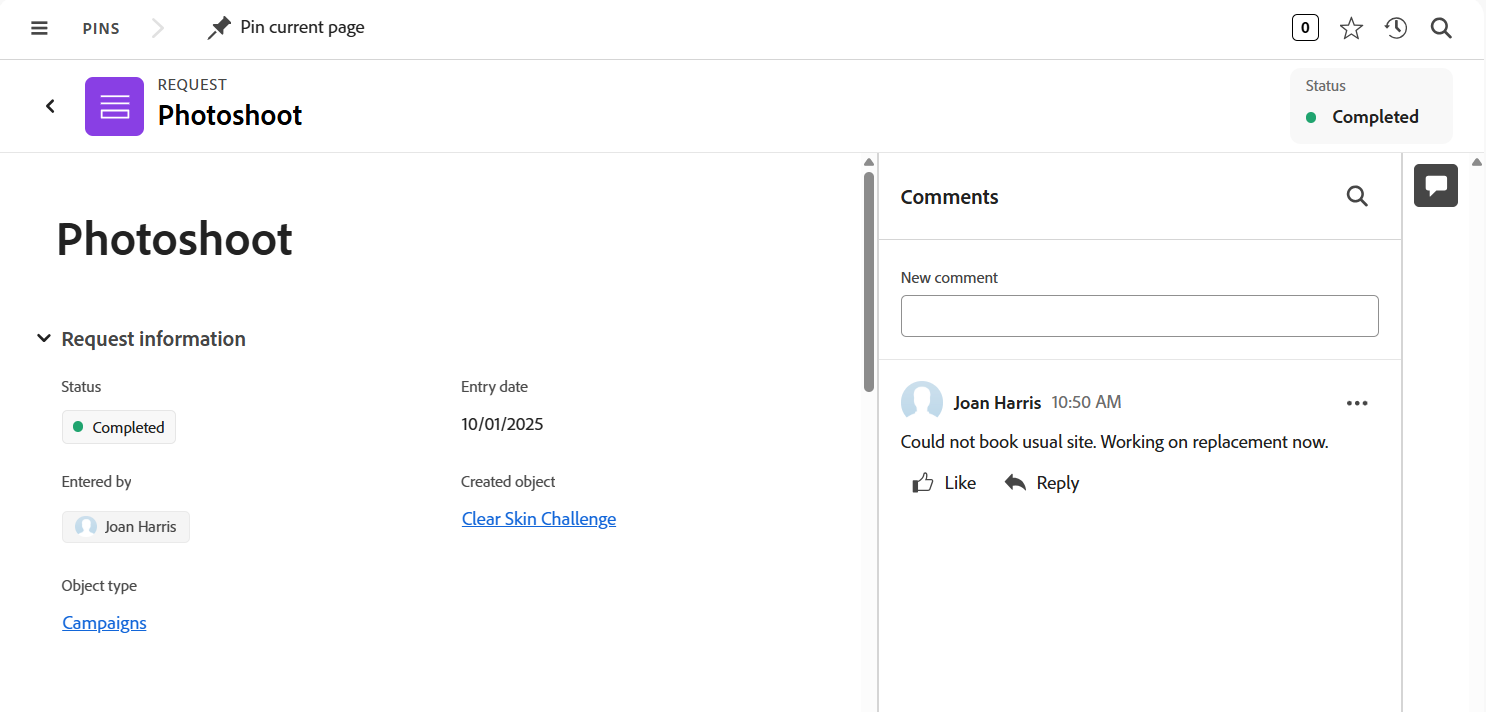 PINS
Pin current page
0
REQUEST
Photoshoot
Status
Completed
Photoshoot
Request information
Status
Entry date
Completed
10/01/2025
Entered by
Created object
Joan Harris
Clear Skin Challenge
Object type
Campaigns
Comments
New comment
Joan Harris 10:50 AM
Could not book usual site. Working on replacement now.
Like
Reply